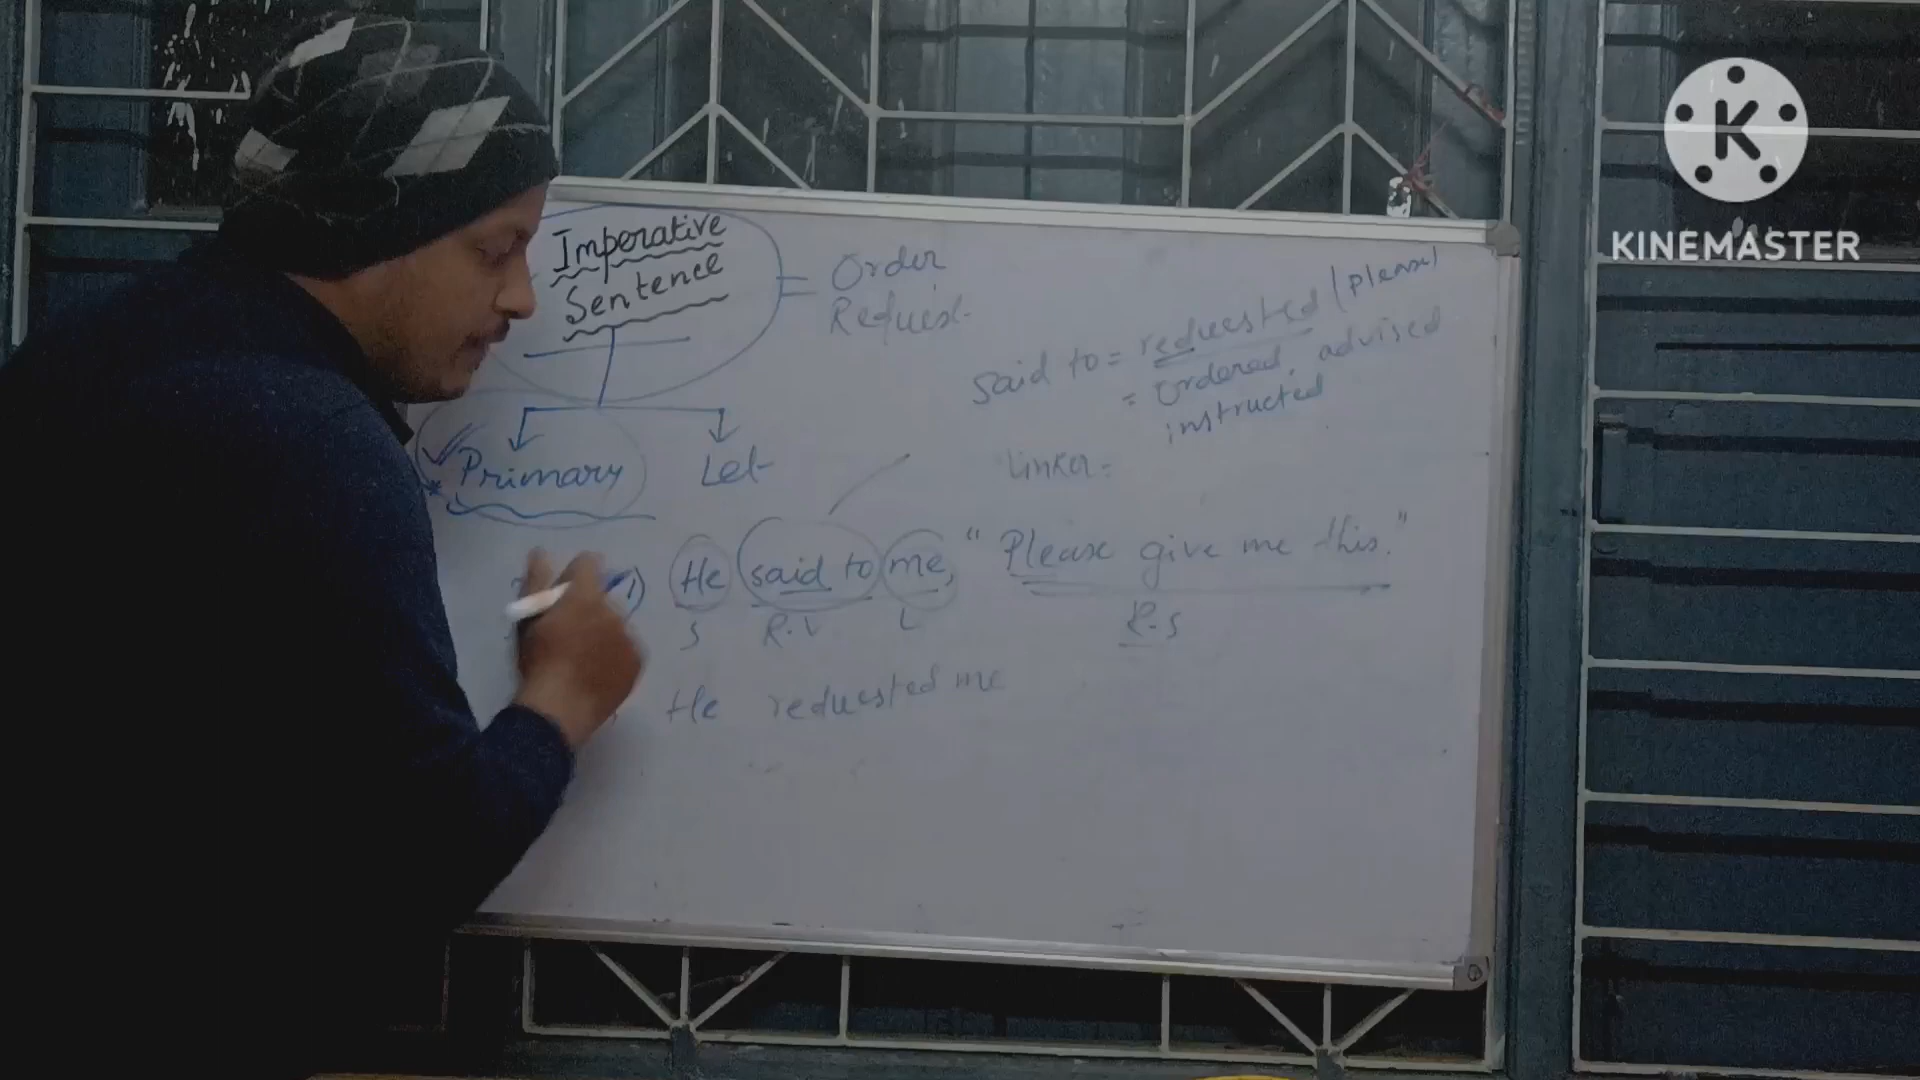 Imperative
Sentence
= Order
Request
Said to = requested / please
= ordered, advised
instructed
Primary
Let
Linker =
1) He said to me, "Please give me this."
S R.V L R.S
He requested me
K
KINEMASTER